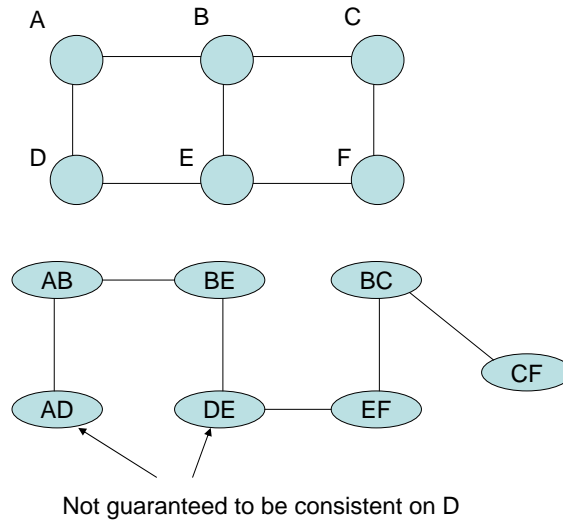 A B C
D E F
AB BE BC
CF
AD DE EF
Not guaranteed to be consistent on D